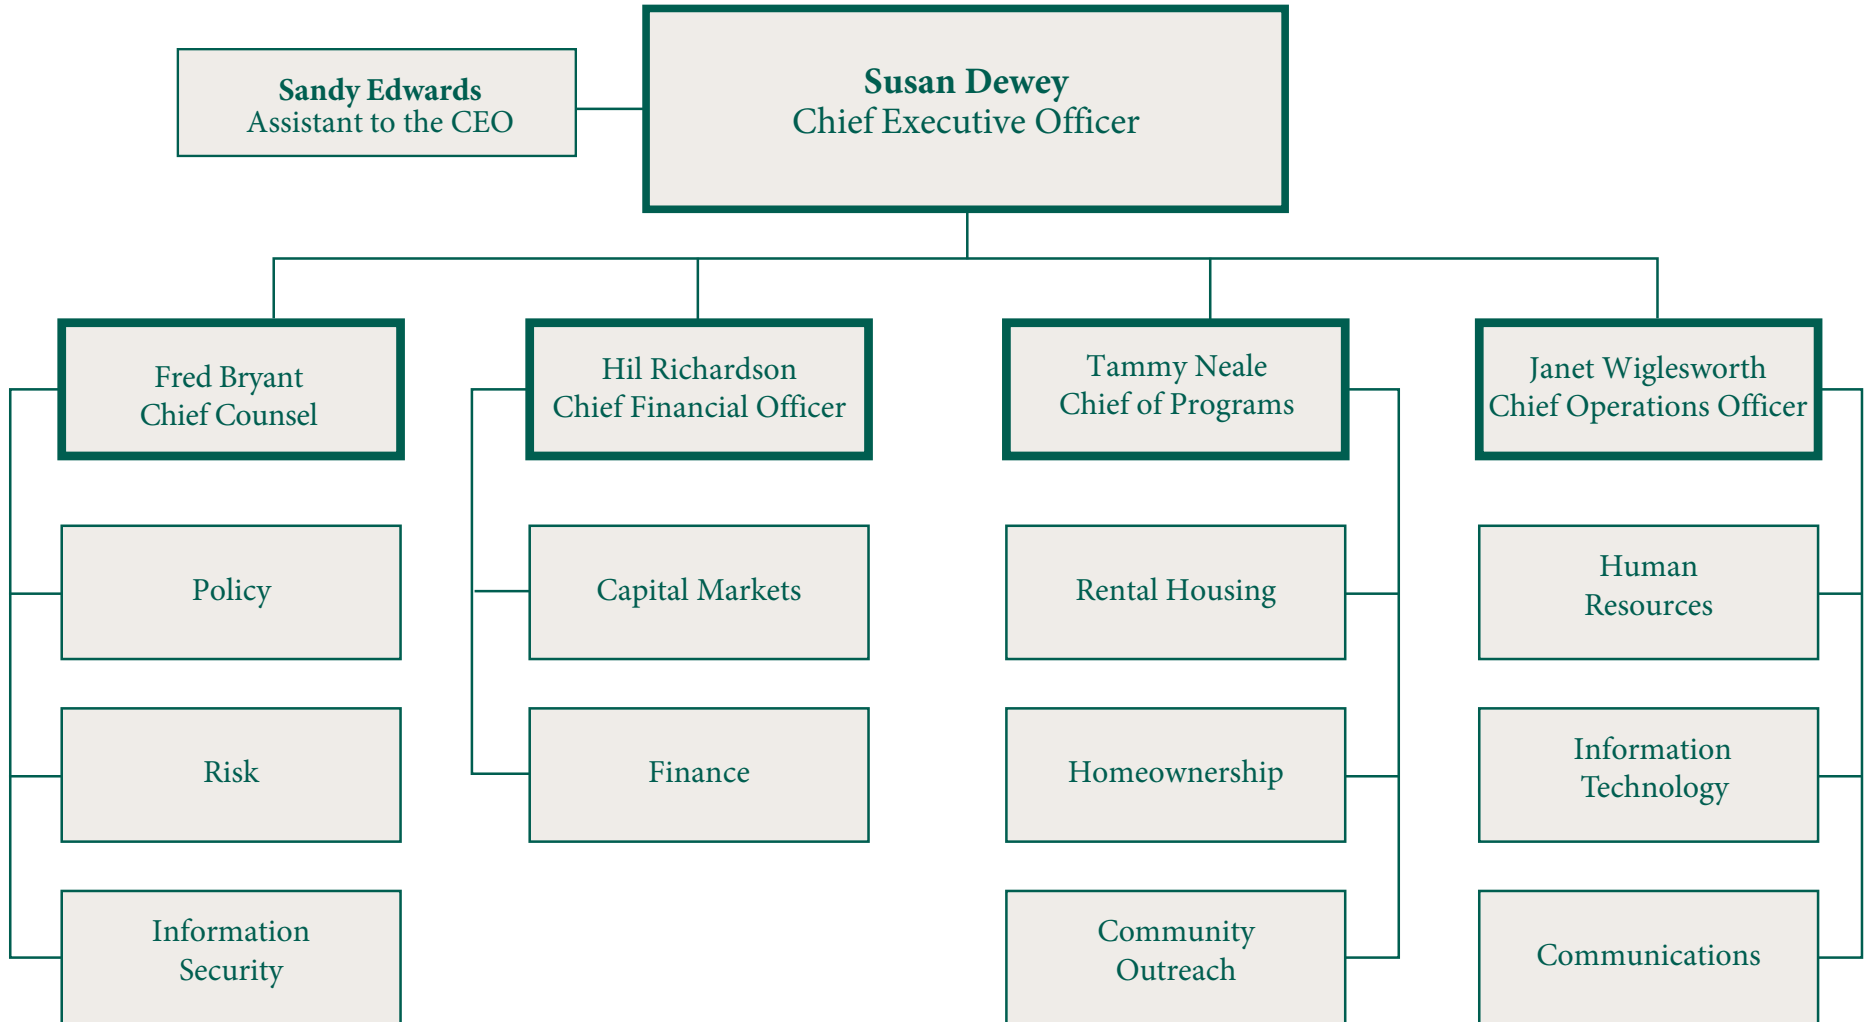 Sandy Edwards
Assistant to the CEO
Susan Dewey
Chief Executive Officer
Fred Bryant
Chief Counsel
Hil Richardson
Chief Financial Officer
Tammy Neale
Chief of Programs
Janet Wiglesworth
Chief Operations Officer
Policy
Capital Markets
Rental Housing
Human
Resources
Risk
Finance
Homeownership
Information
Technology
Information
Security
Community
Outreach
Communications